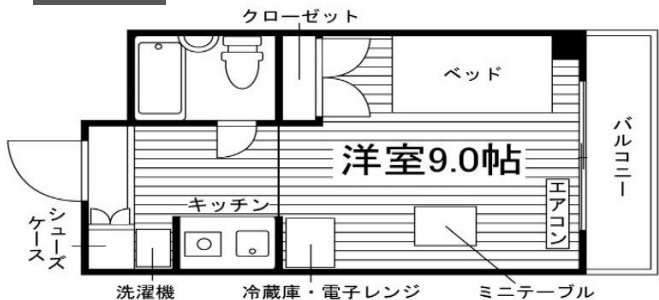 クローゼット
ベッド
バルコニー
洋室9.0帖
エアコン
キッチン
シューズ
ケース
洗濯機
冷蔵庫・電子レンジ
ミニテーブル